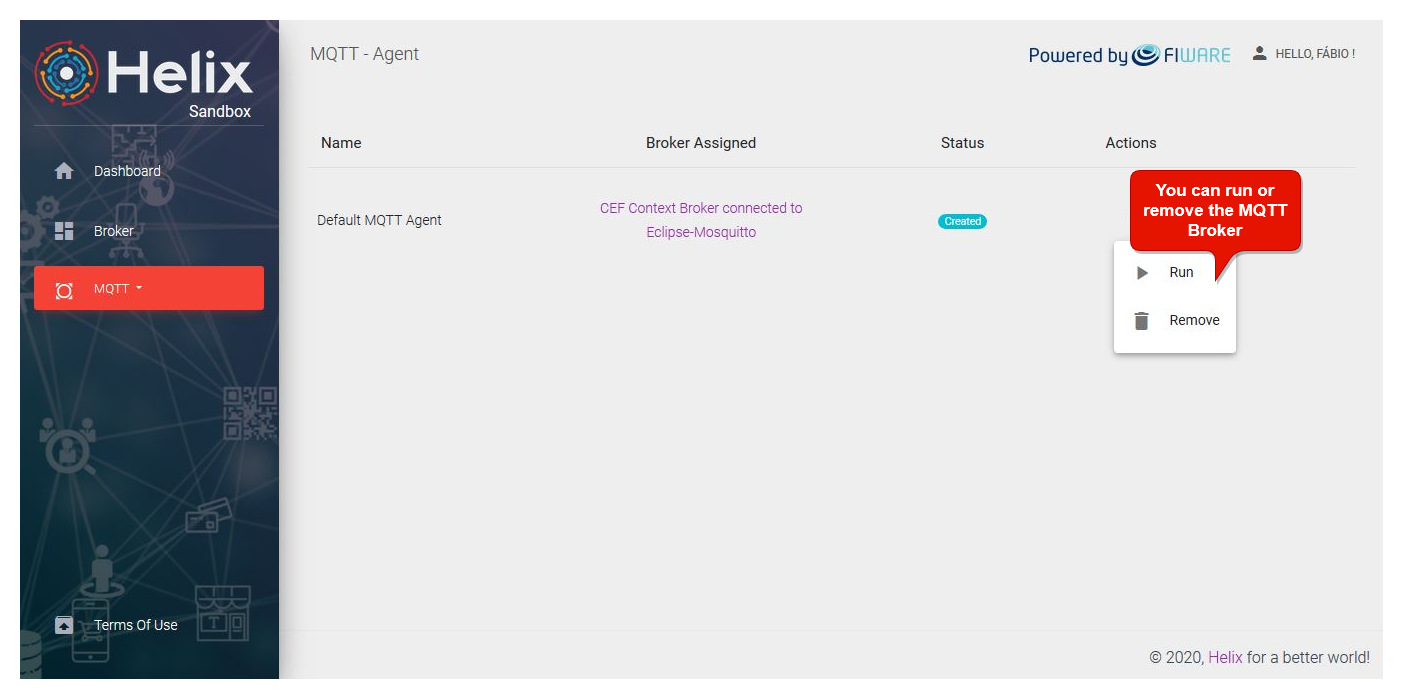 Helix
Sandbox
Dashboard
Broker
MQTT
Terms Of Use
MQTT - Agent
Powered by FIWARE
HELLO, FÁBIO !
Name
Broker Assigned
Status
Actions
Default MQTT Agent
CEF Context Broker connected to
Eclipse-Mosquitto
Created
You can run or
remove the MQTT
Broker
Run
Remove
T
© 2020, Helix for a better world!